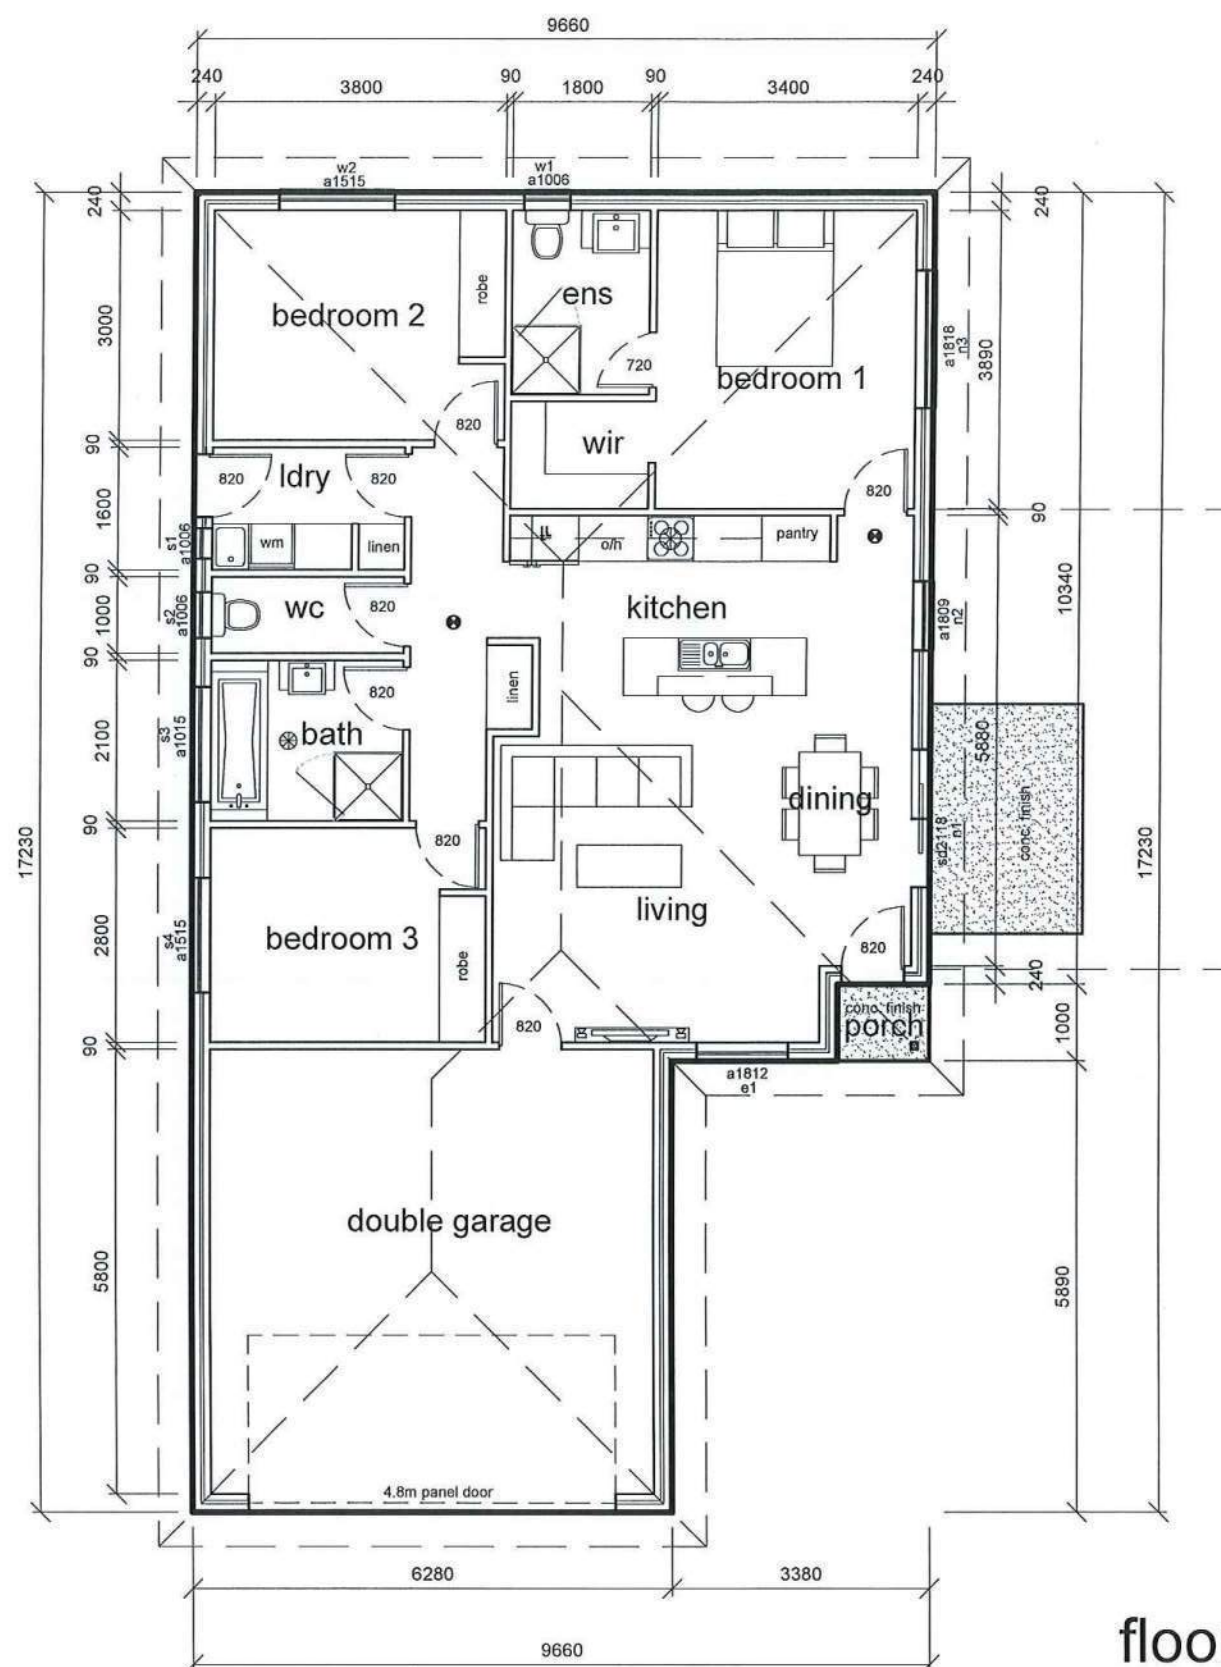 9660
240 90 90 240
3800 1800 3400
w2 w1
a1515 a1006
240 240
robe
ens
bedroom 2
3000
a1818
n3
3890
720
bedroom 1
820
wir
90
820 ldry 820 820
1600
90
wm linen
o/h pantry
s1
a1006
90
10340
wc 820
kitchen
1000
s2
a1006
a1809
n2
90
820
linen
bath
2100
s3
a1015
5880
dining
conc. finish
sd2118
n1
90
17230 17230
820
living
2800
s4
a1515
bedroom 3
robe
820
240
820
conc. finish
porch
1000
90
a1812
e1
double garage
5800
5890
4.8m panel door
6280 3380
9660
floo